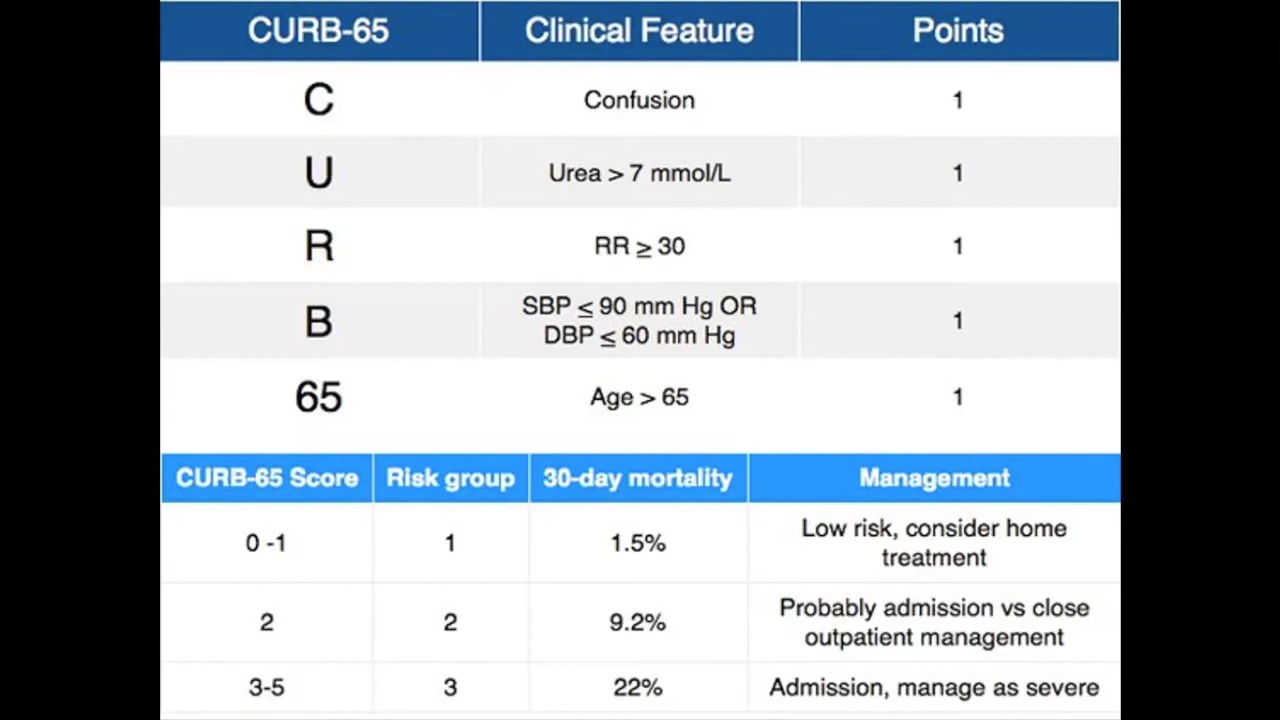 CURB-65 Clinical Feature Points
C Confusion 1
U Urea > 7 mmol/L 1
R RR ≥ 30 1
B SBP ≤ 90 mm Hg OR
DBP ≤ 60 mm Hg 1
65 Age > 65 1
CURB-65 Score Risk group 30-day mortality Management
0 -1 1 1.5% Low risk, consider home
treatment
2 2 9.2% Probably admission vs close
outpatient management
3-5 3 22% Admission, manage as severe